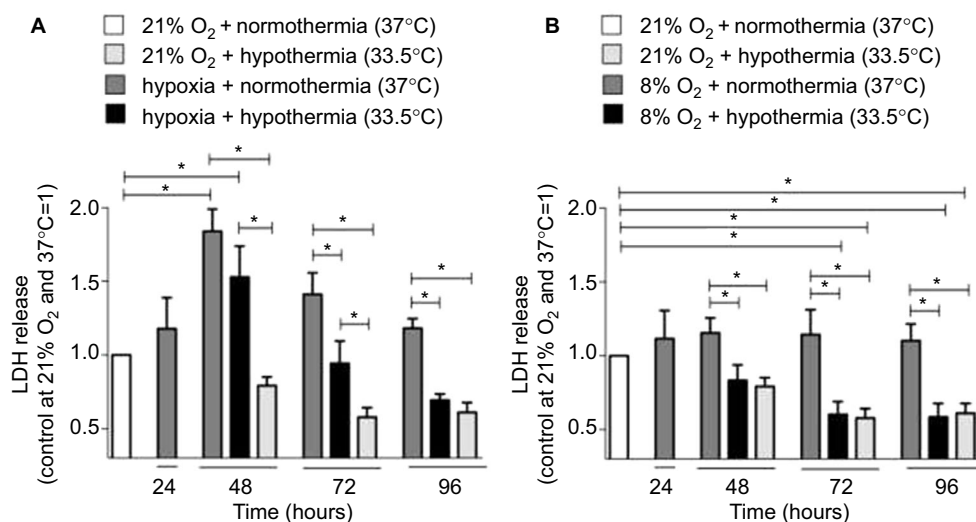 A
21% O₂ + normothermia (37°C)
21% O₂ + hypothermia (33.5°C)
hypoxia + normothermia (37°C)
hypoxia + hypothermia (33.5°C)
LDH release
(control at 21% O₂ and 37°C=1)
2.0
1.5
1.0
0.5
* * * *
* * *
* *
24 48 72 96
Time (hours)
B
21% O₂ + normothermia (37°C)
21% O₂ + hypothermia (33.5°C)
8% O₂ + normothermia (37°C)
8% O₂ + hypothermia (33.5°C)
LDH release
(control at 21% O₂ and 37°C=1)
2.0
1.5
1.0
0.5
*
*
*
*
* *
* *
* *
24 48 72 96
Time (hours)